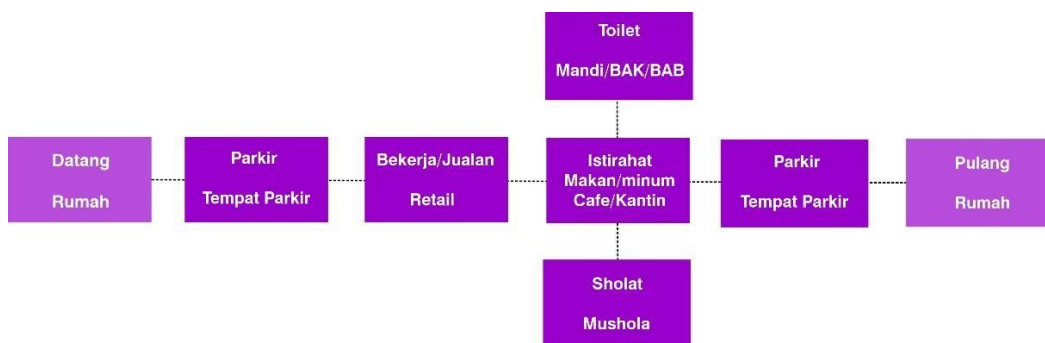 Toilet
Mandi/BAK/BAB
Datang
Rumah
Parkir
Tempat Parkir
Bekerja/Jualan
Retail
Istirahat
Makan/minum
Cafe/Kantin
Parkir
Tempat Parkir
Pulang
Rumah
Sholat
Mushola